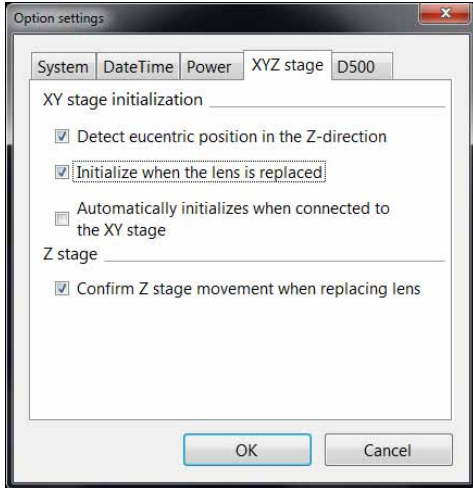 Option settings
System DateTime Power XYZ stage D500
XY stage initialization
Detect eucentric position in the Z-direction
Initialize when the lens is replaced
Automatically initializes when connected to
the XY stage
Z stage
Confirm Z stage movement when replacing lens
OK Cancel